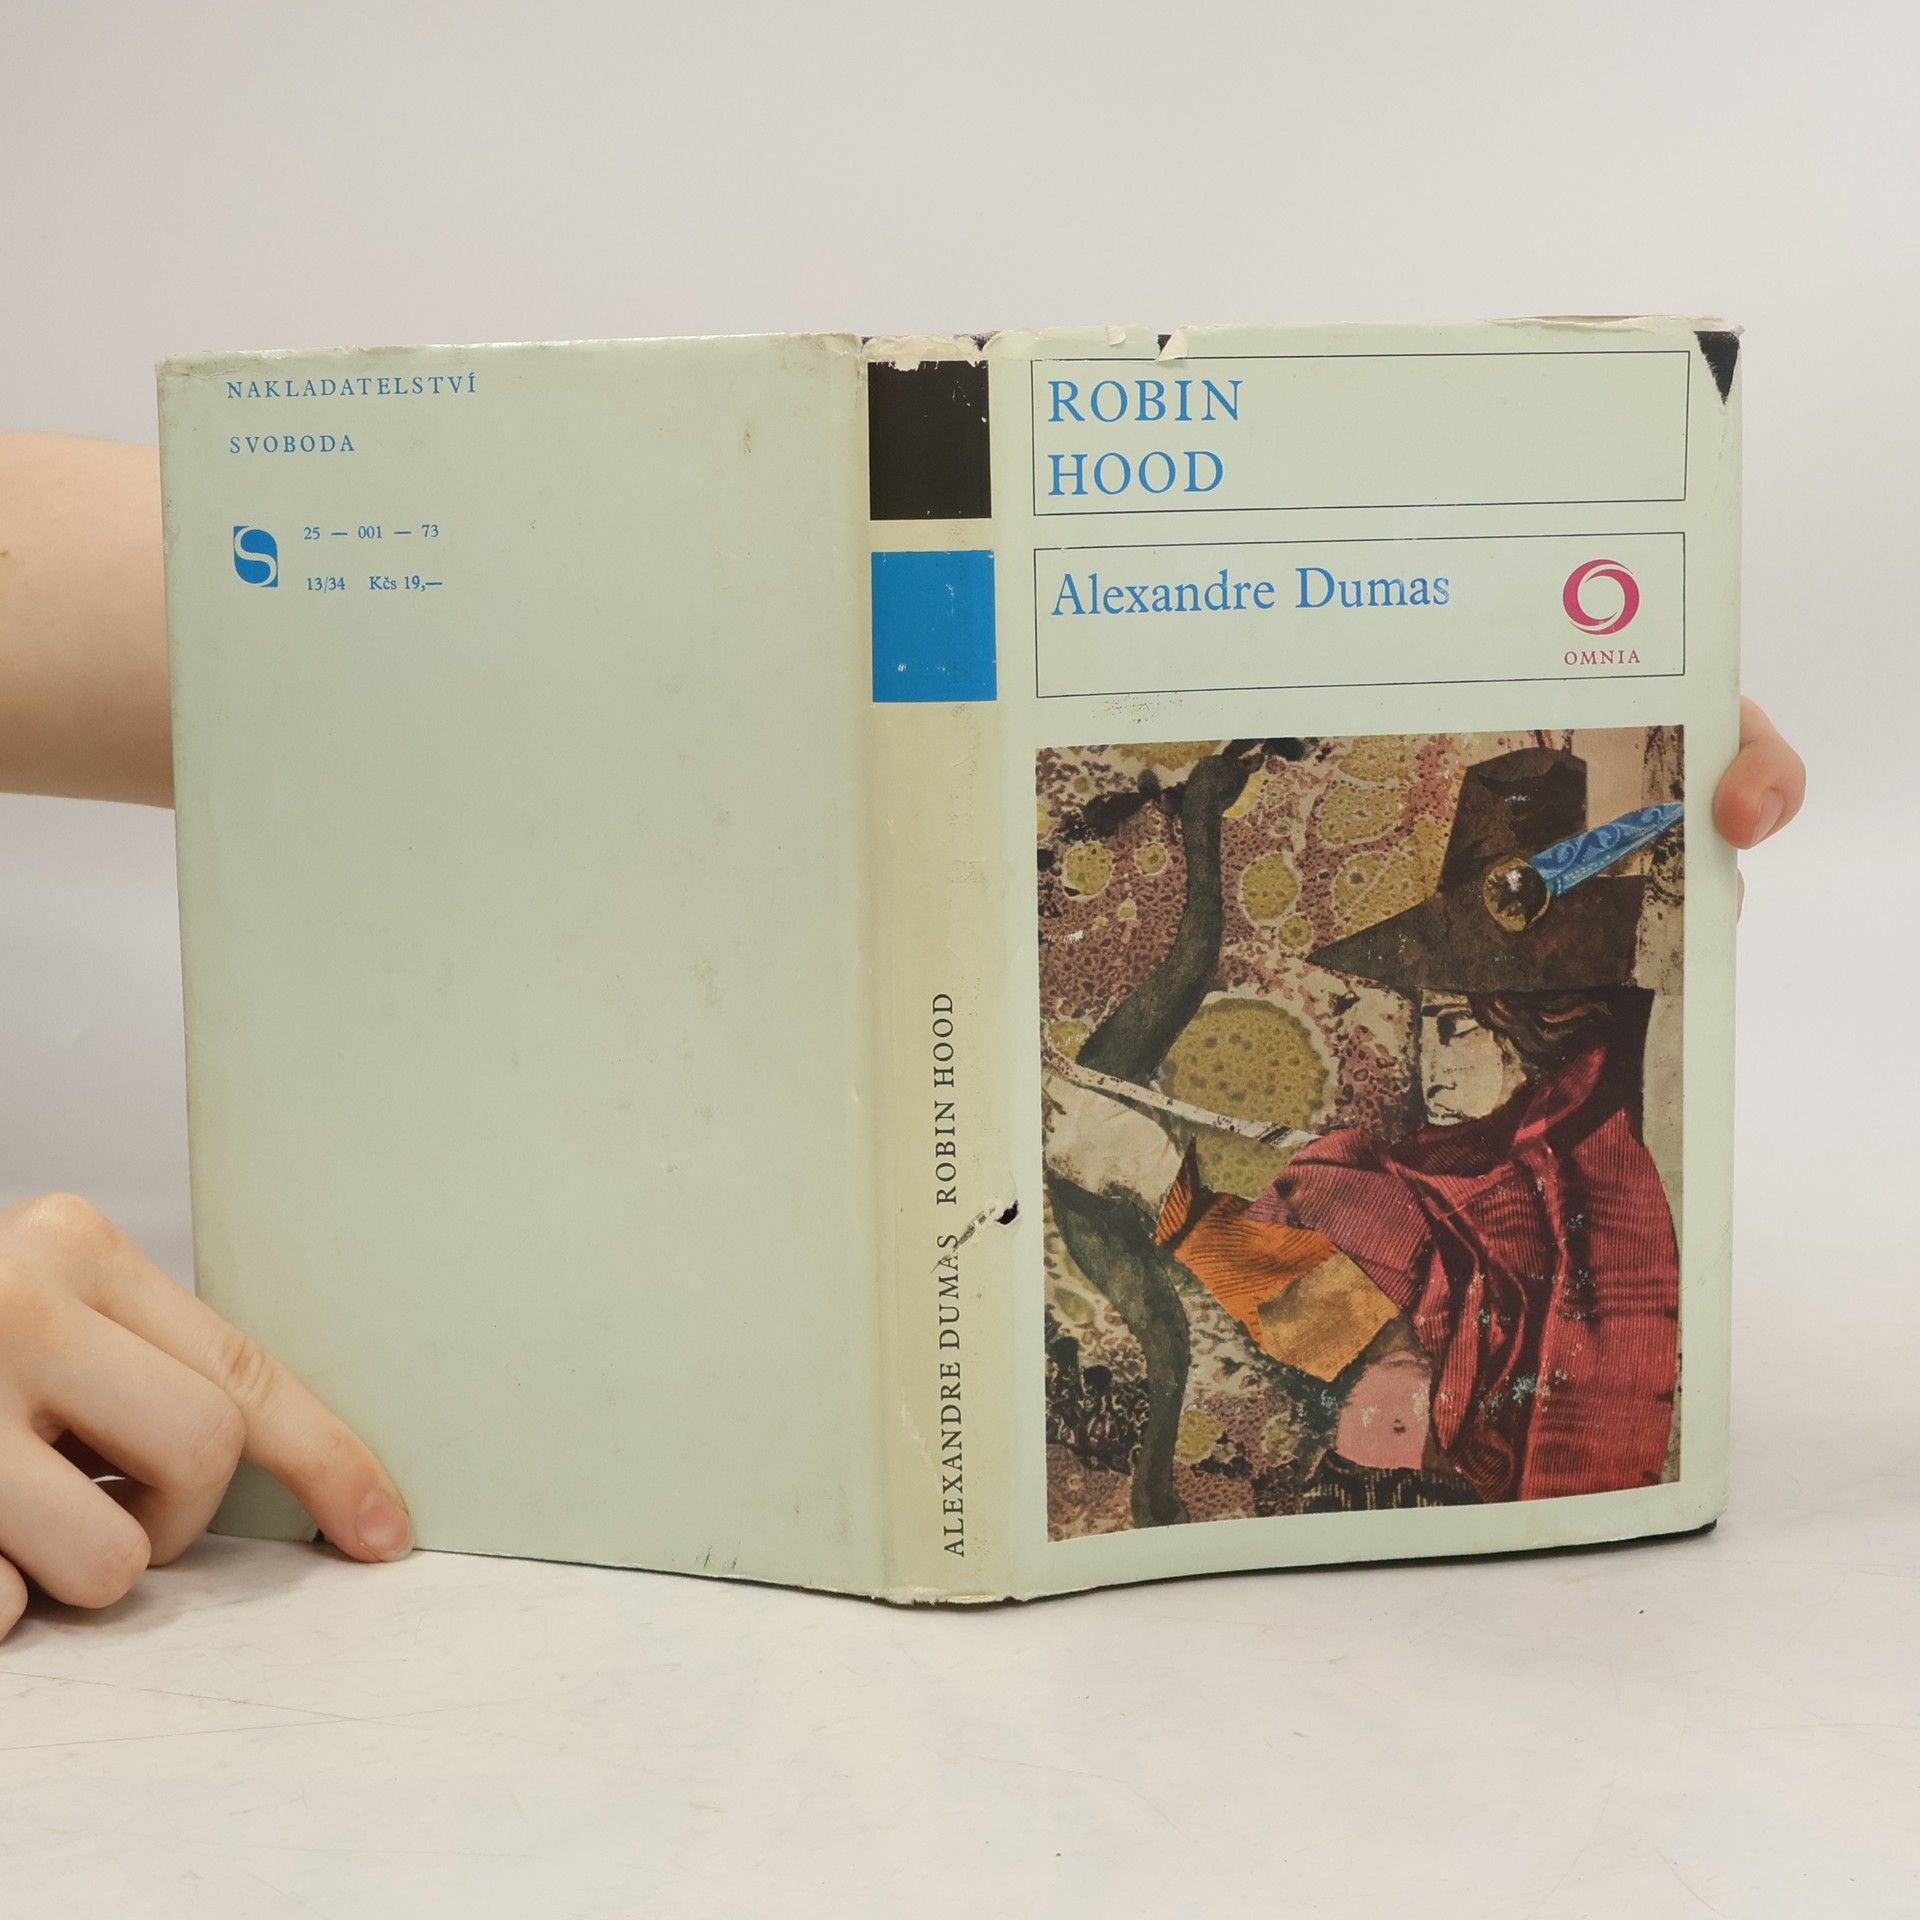 NAKLADATELSTVÍ
SVOBODA
S
25 — 001 — 73
13/34 Kčs 19,—
ALEXANDRE DUMAS ROBIN HOOD
ROBIN
HOOD
Alexandre Dumas
OMNIA